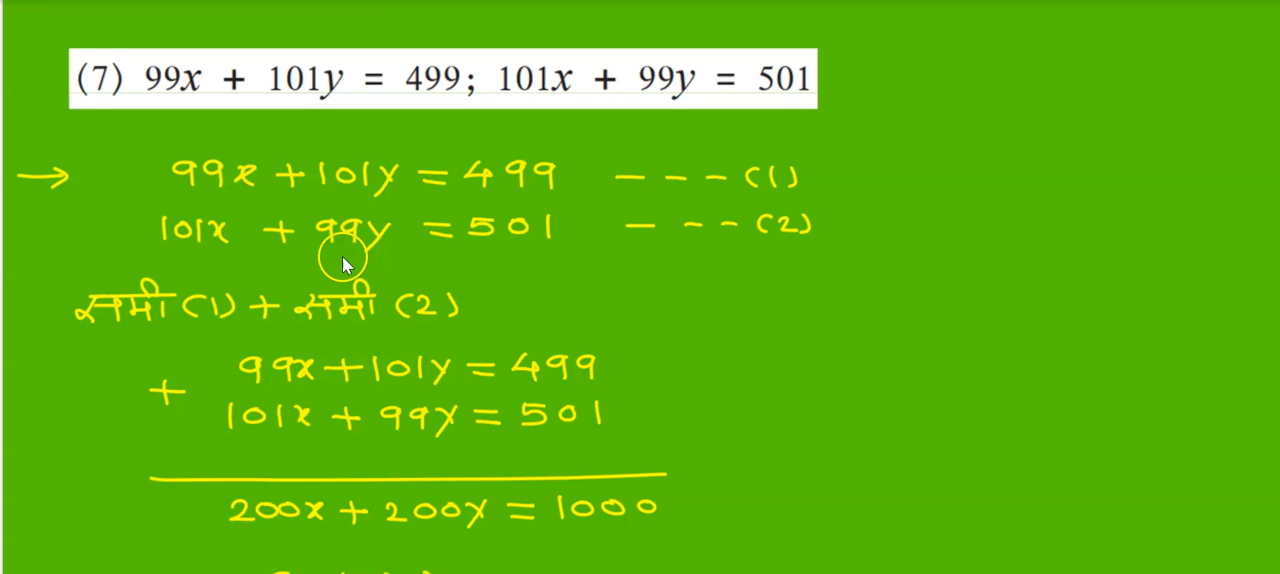 (7) 99x + 101y = 499; 101x + 99y = 501
→ 99x + 101y = 499 --- (1)
101x + 99y = 501 --- (2)
समी (1) + समी (2)
99x + 101y = 499
+
101x + 99y = 501
200x + 200y = 1000